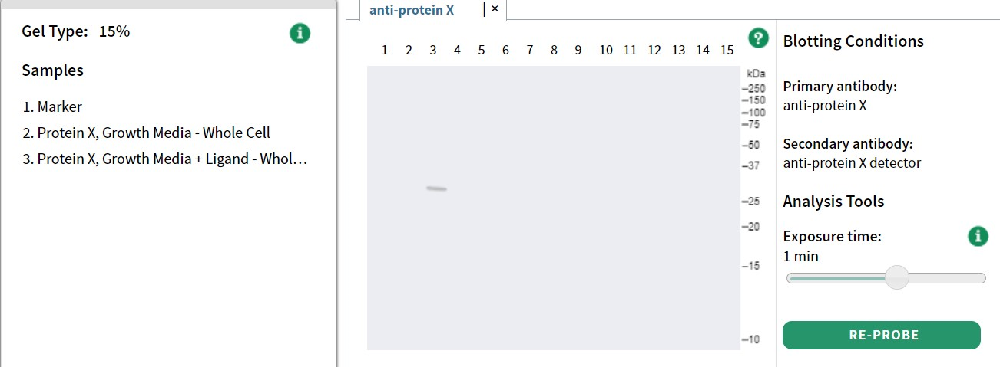 Gel Type: 15%
Samples
1. Marker
2. Protein X, Growth Media - Whole Cell
3. Protein X, Growth Media + Ligand - Whol...
anti-protein X | ×
1 2 3 4 5 6 7 8 9 10 11 12 13 14 15
kDa
–250
–150
–100
–75
–50
–37
–25
–20
–15
–10
Blotting Conditions
Primary antibody:
anti-protein X
Secondary antibody:
anti-protein X detector
Analysis Tools
Exposure time:
1 min
RE-PROBE